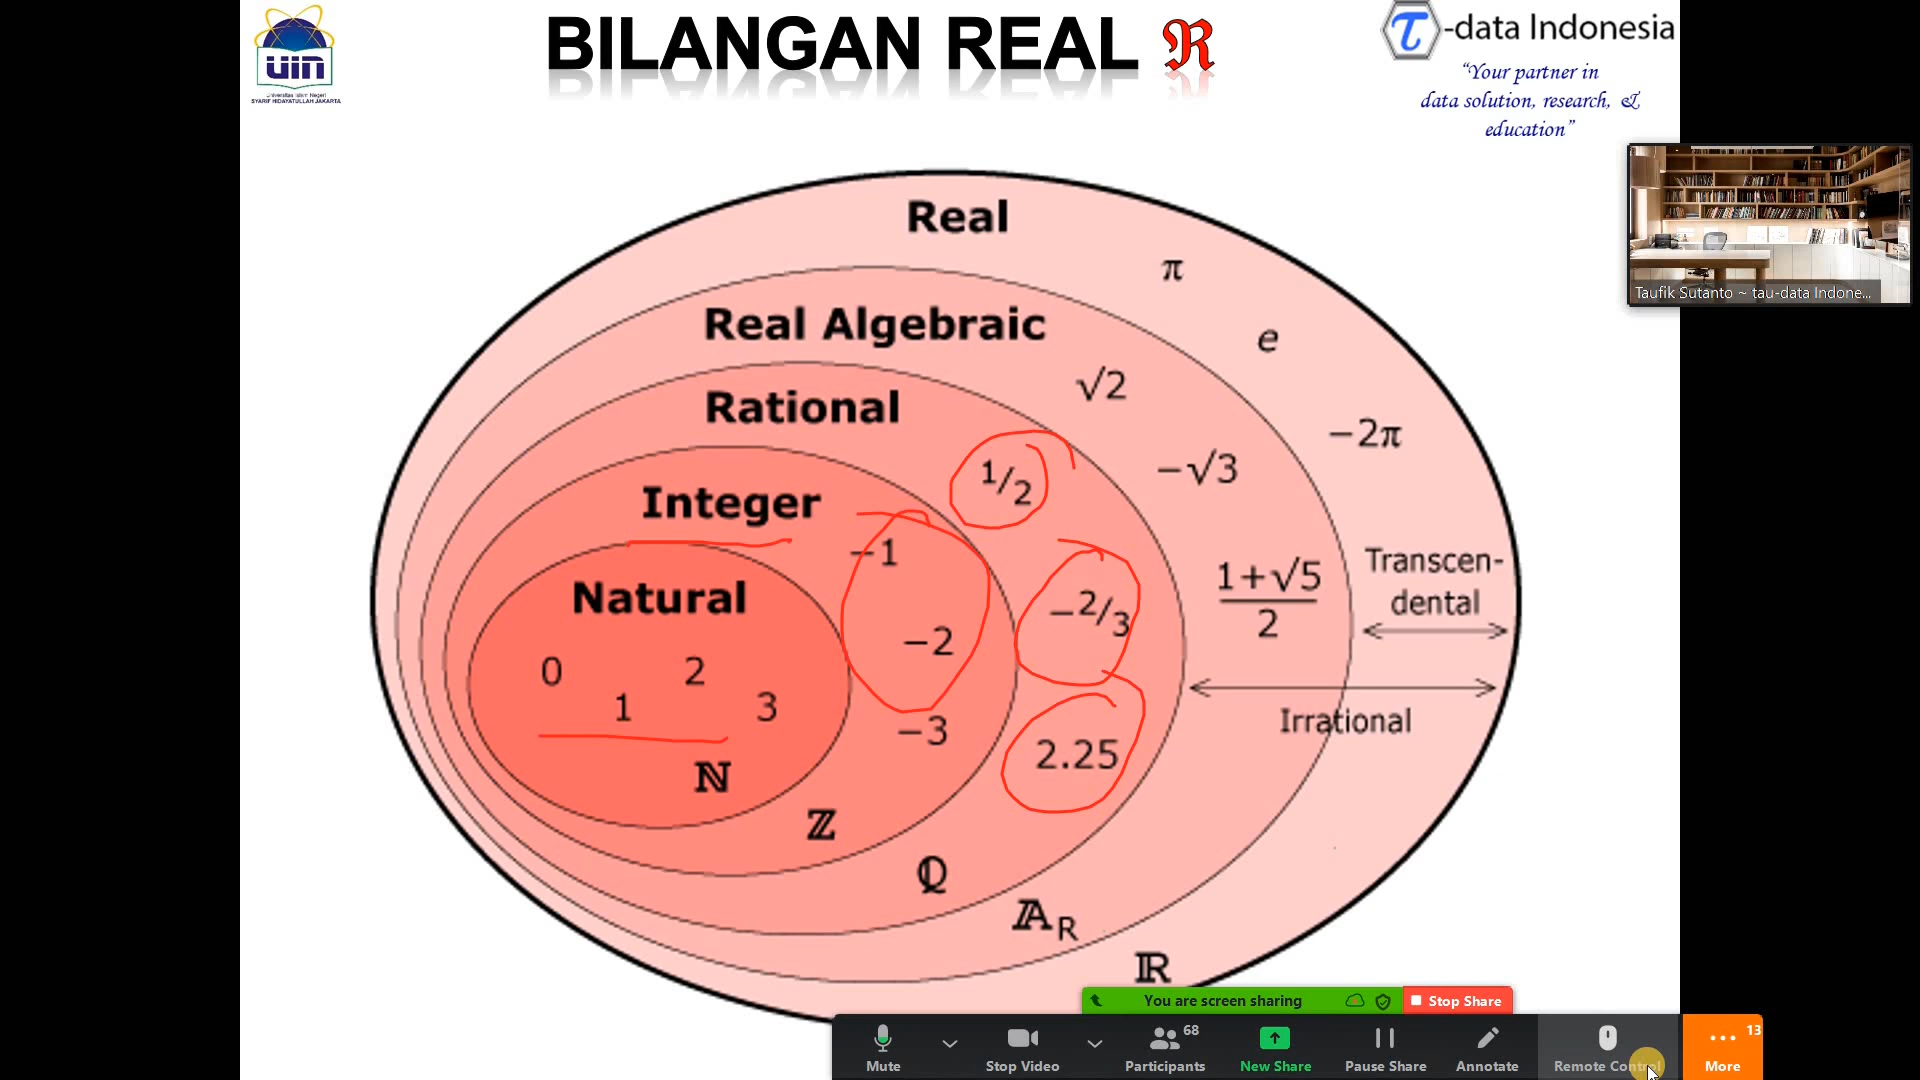 BILANGAN REAL ℜ
UIN
Universitas Islam Negeri
SYARIF HIDAYATULLAH JAKARTA
τ-data Indonesia
“Your partner in
data solution, research, &
education”
Taufik Sutanto ~ tau-data Indone...
Real
π
e
−2π
Real Algebraic
√2
−√3
1+√5
2
Transcen-
dental
Irrational
Rational
1/2
−2/3
2.25
Integer
−1
−2
−3
Natural
0 2
1 3
ℕ
ℤ
ℚ
𝔸R
ℝ
You are screen sharing
Stop Share
68
13
Mute
Stop Video
Participants
New Share
Pause Share
Annotate
Remote Control
More